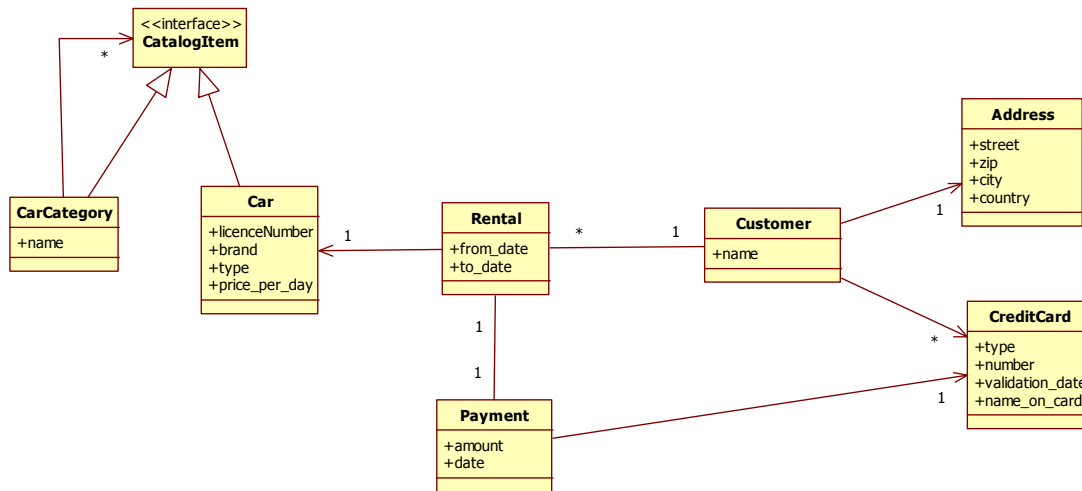 <<interface>>
CatalogItem
*
CarCategory
+name
Car
+licenceNumber
+brand
+type
+price_per_day
1
Rental
+from_date
+to_date
*
1
Customer
+name
1
Address
+street
+zip
+city
+country
*
CreditCard
+type
+number
+validation_date
+name_on_card
1
1
1
Payment
+amount
+date